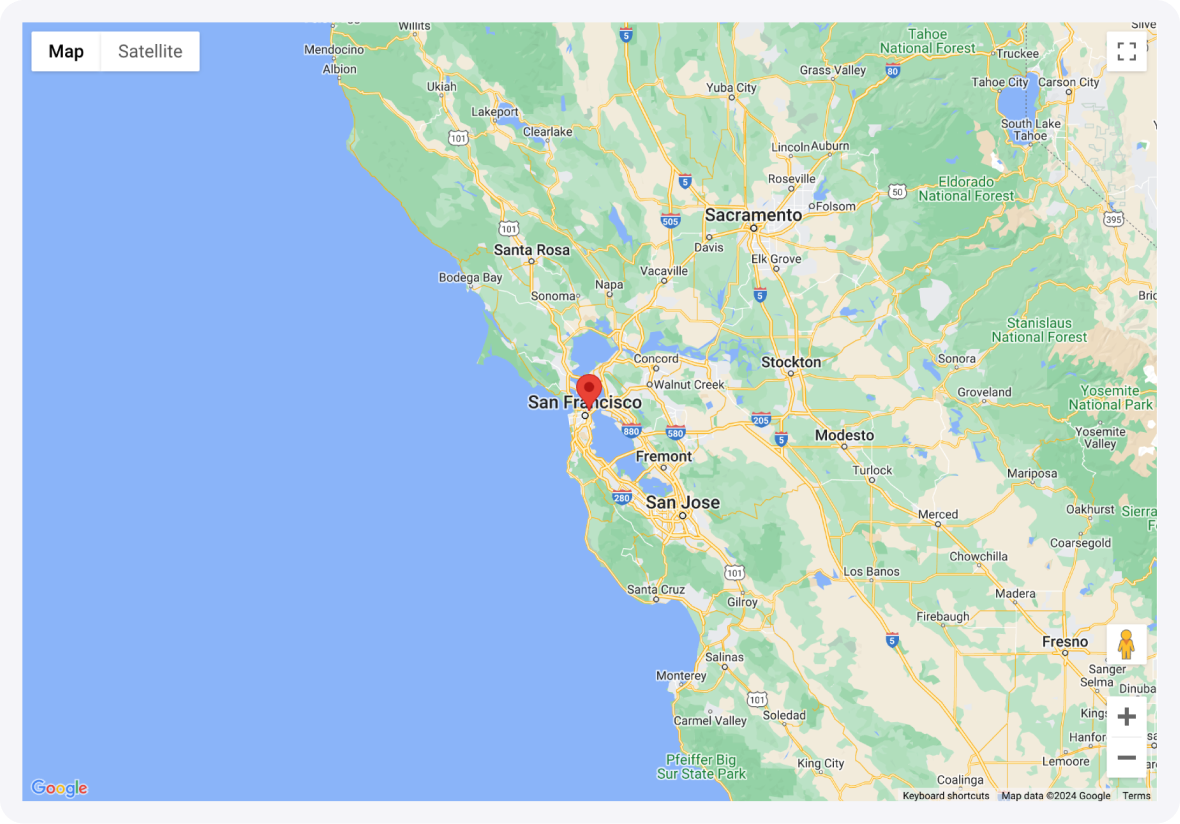 Map
Satellite
Willits
Mendocino
Albion
Ukiah
Lakeport
Clearlake
101
5
Tahoe
National Forest
Truckee
Grass Valley
80
Yuba City
Tahoe City
Carson City
South Lake
Tahoe
Lincoln
Auburn
Roseville
5
Eldorado
National Forest
50
Folsom
Sacramento
505
395
101
Davis
Santa Rosa
Elk Grove
Vacaville
Bodega Bay
Napa
Sonoma
5
Stanislaus
National Forest
Concord
Stockton
Sonora
Walnut Creek
Groveland
Yosemite
National Park
San Francisco
205
880
580
5
Modesto
Yosemite
Valley
Fremont
Turlock
Mariposa
280
San Jose
Merced
Oakhurst
Sierra
Coarsegold
Chowchilla
101
Los Banos
Santa Cruz
Gilroy
Madera
Firebaugh
5
Fresno
Salinas
Sanger
Monterey
Selma
Dinuba
101
Carmel Valley
Soledad
Pfeiffer Big
Sur State Park
King City
Lemoore
Coalinga
Google
Keyboard shortcuts
Map data ©2024 Google
Terms